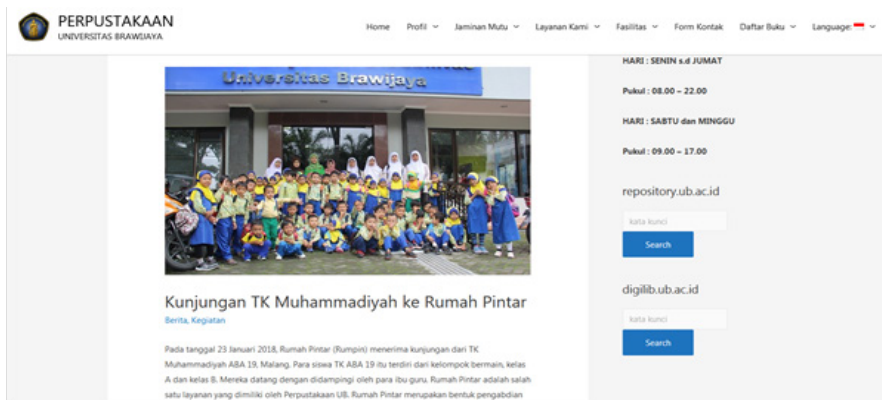 PERPUSTAKAAN
UNIVERSITAS BRAWIJAYA
Home Profil Jaminan Mutu Layanan Kami Fasilitas Form Kontak Daftar Buku Language:
Universitas Brawijaya
Kunjungan TK Muhammadiyah ke Rumah Pintar
Berita, Kegiatan
Pada tanggal 23 Januari 2018, Rumah Pintar (Rumpin) menerima kunjungan dari TK
Muhammadiyah ABA 19, Malang. Para siswa TK ABA 19 itu terdiri dari kelompok bermain, kelas
A dan kelas B. Mereka datang dengan didampingi oleh para ibu guru. Rumah Pintar adalah salah
satu layanan yang dimiliki oleh Perpustakaan UB. Rumah Pintar merupakan bentuk pengabdian
HARI : SENIN s.d JUMAT
Pukul : 08.00 – 22.00
HARI : SABTU dan MINGGU
Pukul : 09.00 – 17.00
repository.ub.ac.id
kata kunci
Search
digilib.ub.ac.id
kata kunci
Search